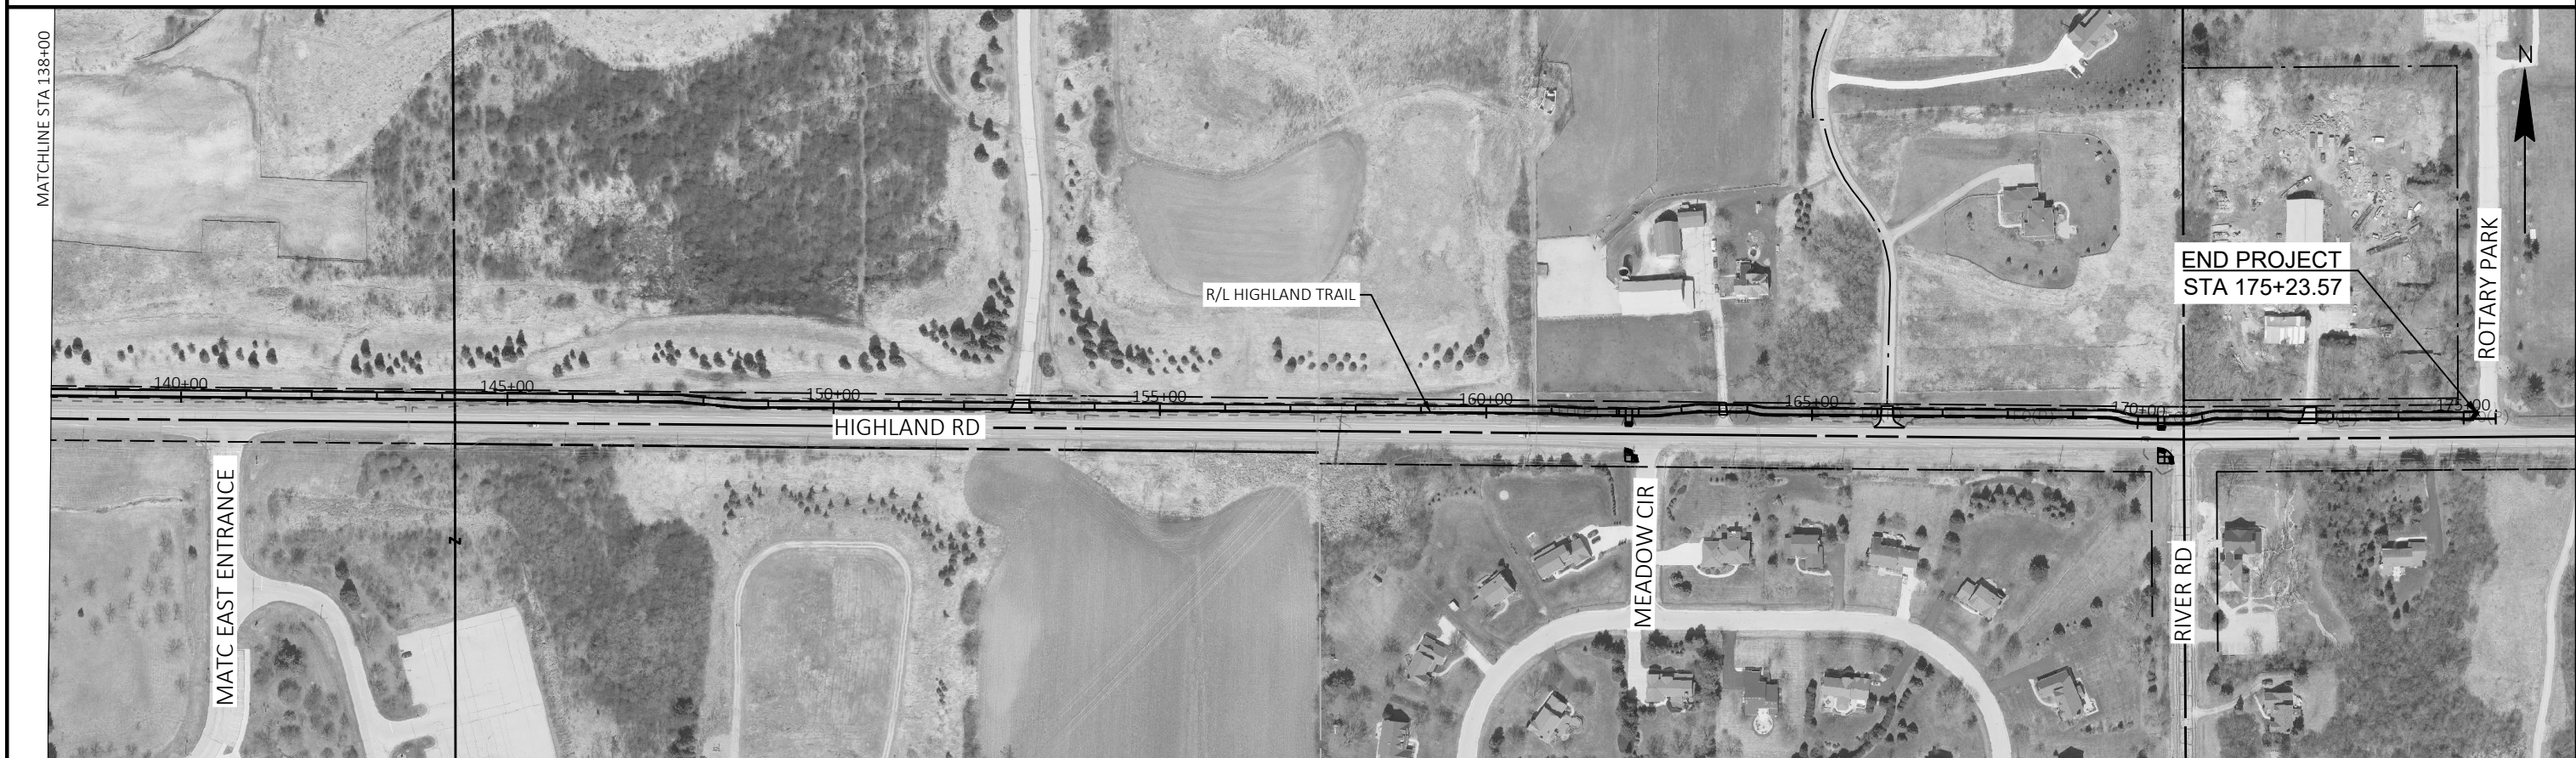 MATCHLINE STA 138+00
N
END PROJECT
STA 175+23.57
ROTARY PARK
R/L HIGHLAND TRAIL
140+00
145+00
150+00
155+00
160+00
165+00
170+00
175+00
HIGHLAND RD
MATC EAST ENTRANCE
MEADOW CIR
RIVER RD